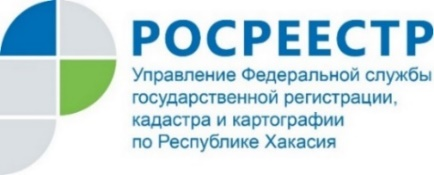 РОСРЕЕСТР
Управление Федеральной службы
государственной регистрации,
кадастра и картографии
по Республике Хакасия